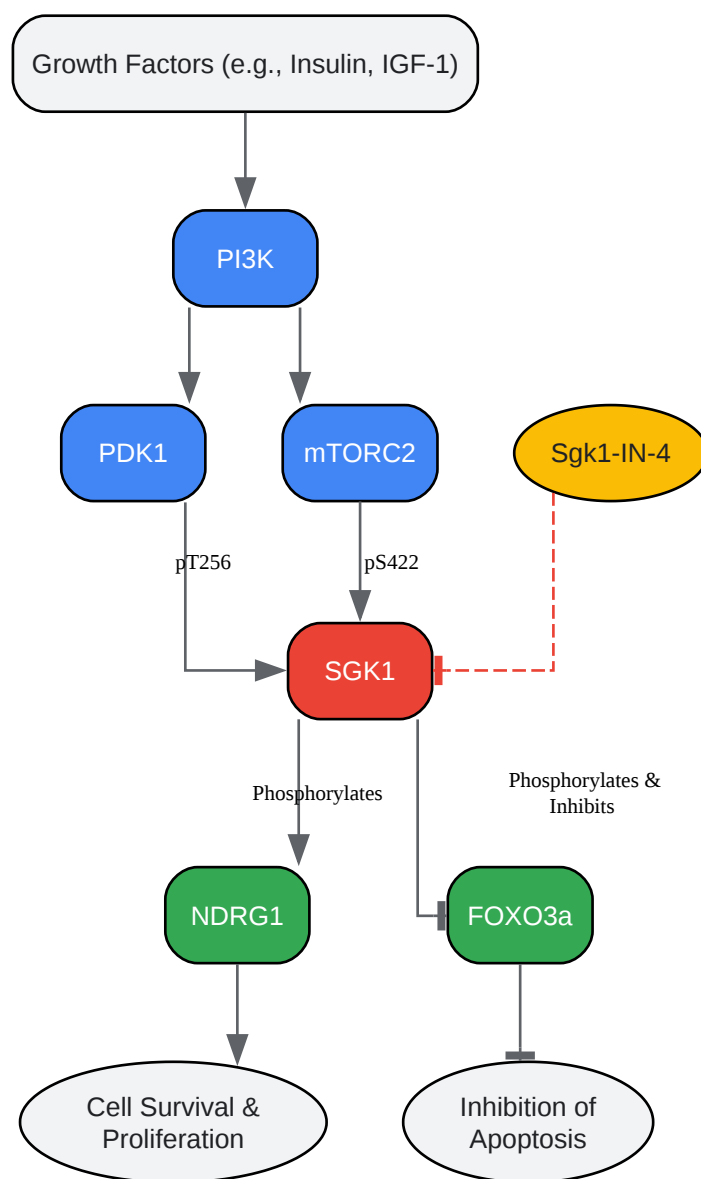 Growth Factors (e.g., Insulin, IGF-1)
PI3K
PDK1
mTORC2
Sgk1-IN-4
pT256
pS422
SGK1
Phosphorylates
Phosphorylates &
Inhibits
NDRG1
FOXO3a
Cell Survival &
Proliferation
Inhibition of
Apoptosis